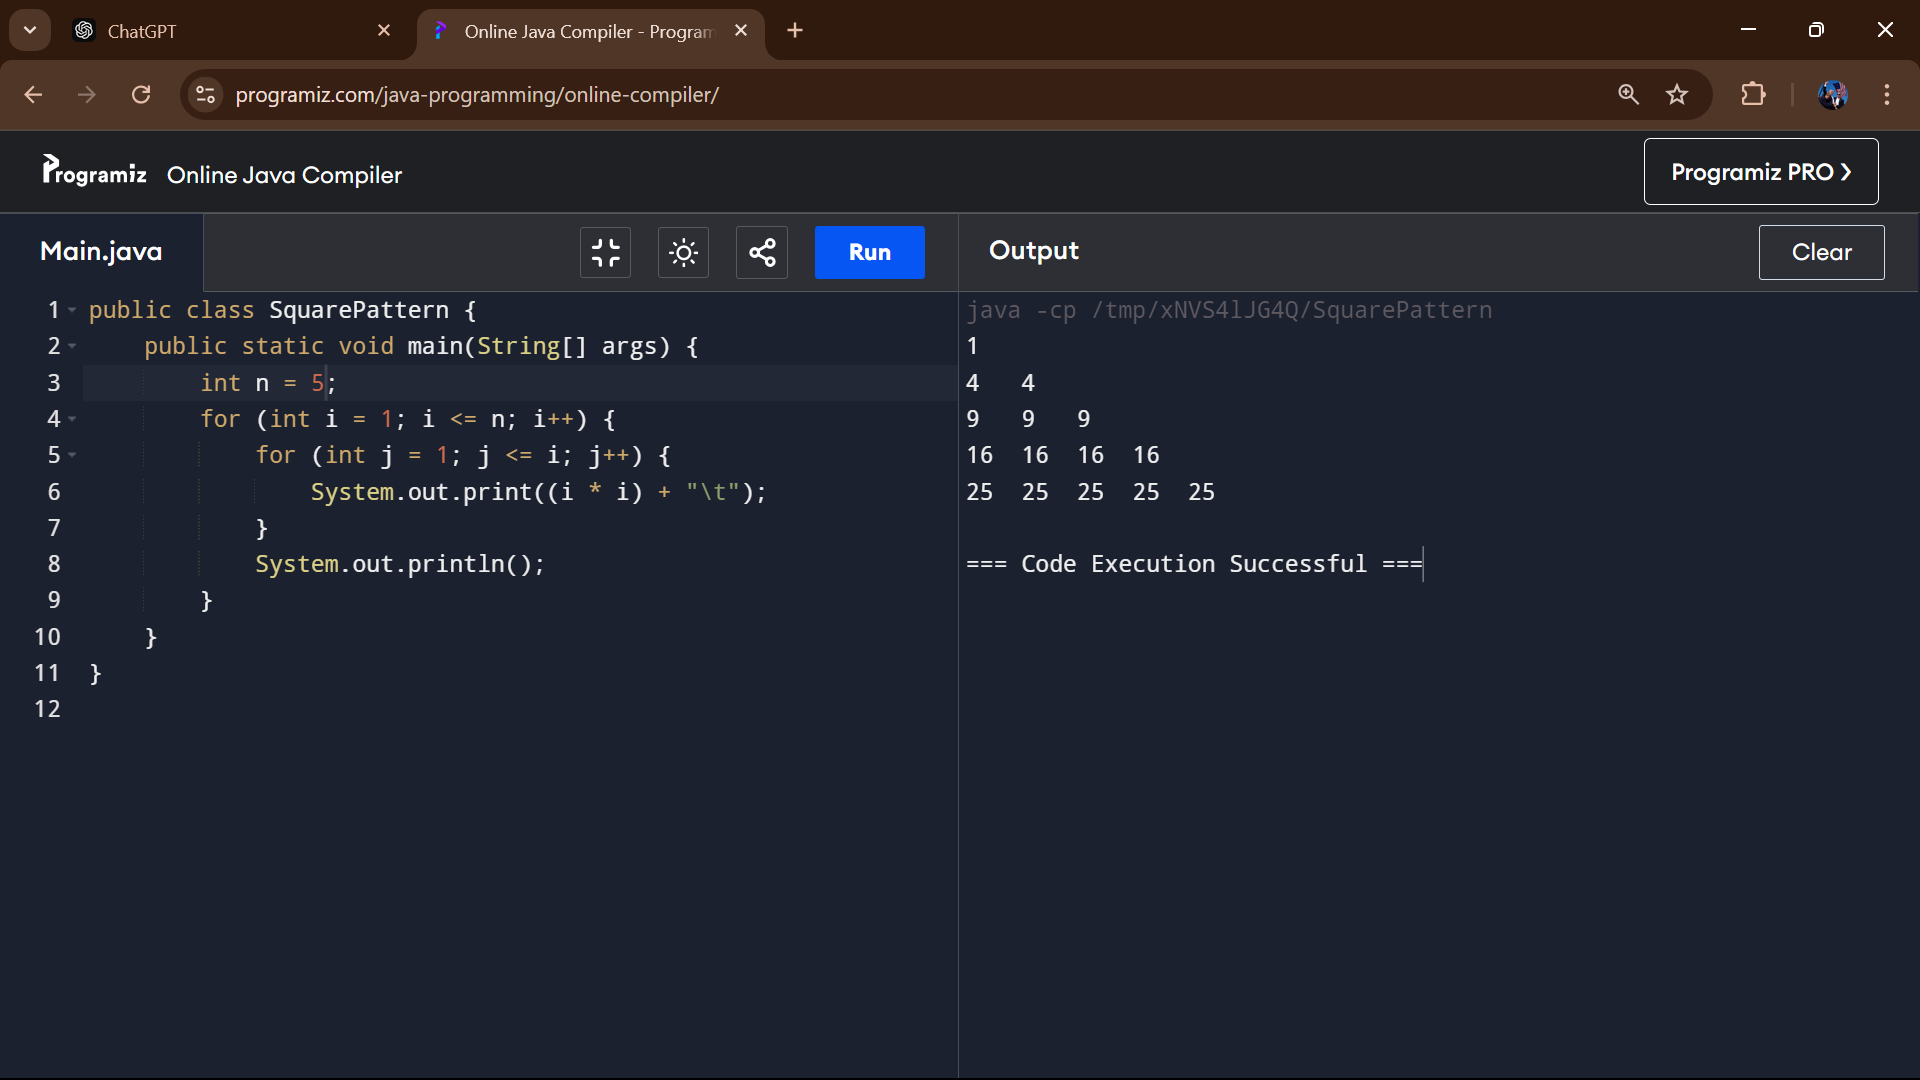 ChatGPT
Online Java Compiler - Program
programiz.com/java-programming/online-compiler/
Programiz Online Java Compiler
Programiz PRO ❯
Main.java
Run
Output
Clear
1 public class SquarePattern {
2     public static void main(String[] args) {
3         int n = 5;
4         for (int i = 1; i <= n; i++) {
5             for (int j = 1; j <= i; j++) {
6                 System.out.print((i * i) + "\t");
7             }
8             System.out.println();
9         }
10     }
11 }
12
java -cp /tmp/xNVS4lJG4Q/SquarePattern
1
4	4
9	9	9
16	16	16	16
25	25	25	25	25
=== Code Execution Successful ===